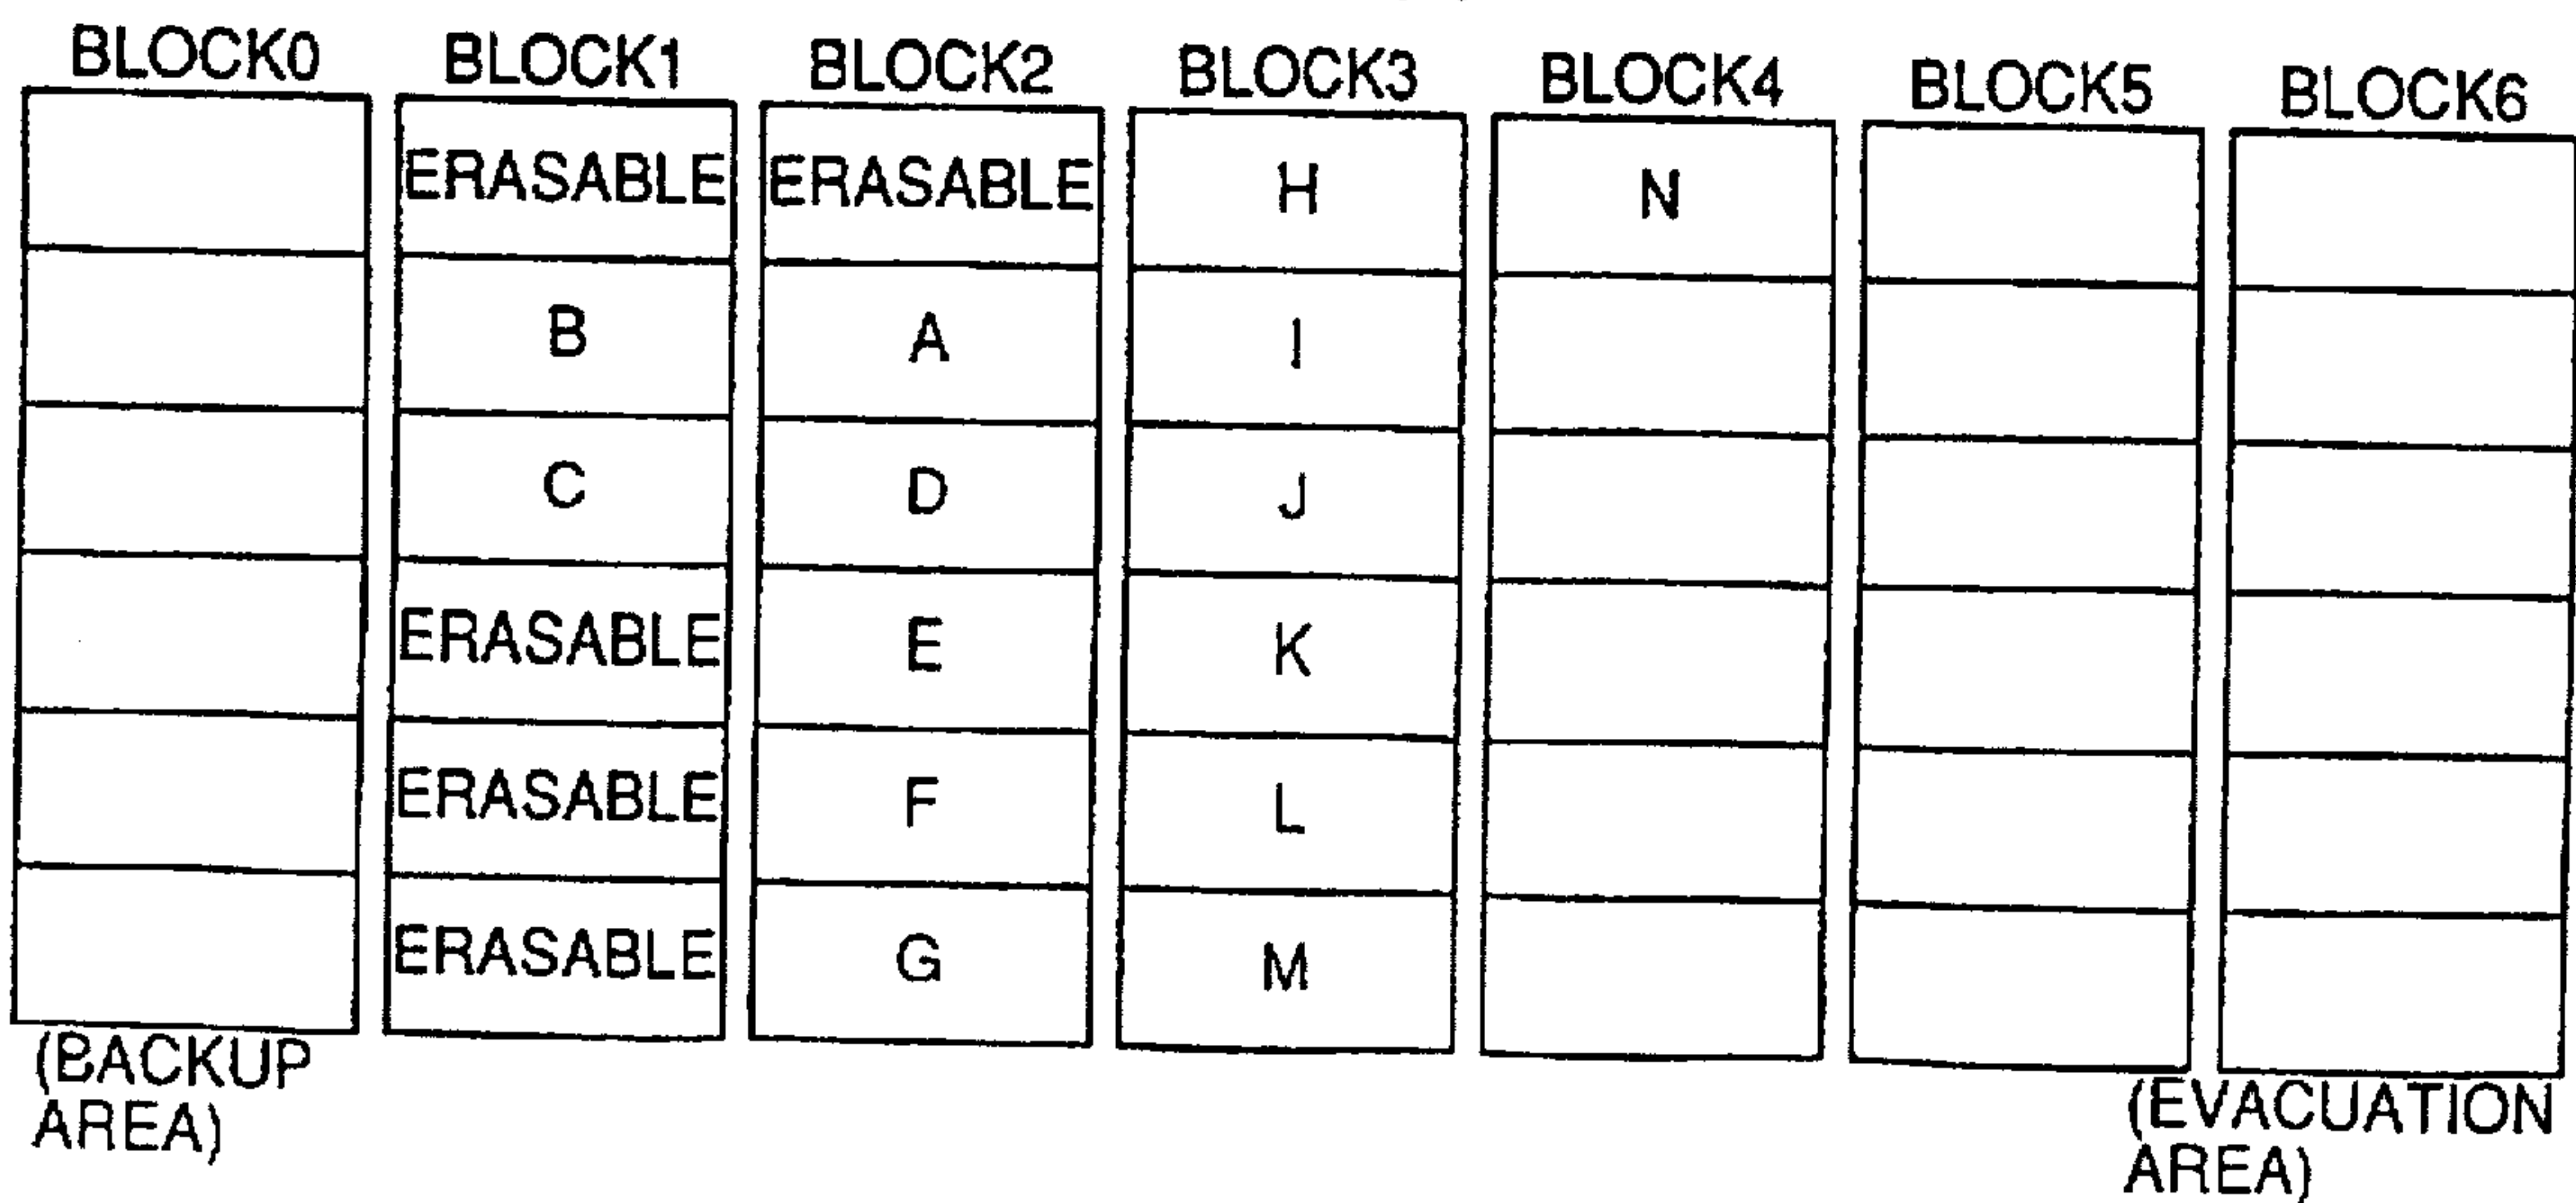 BLOCK0 BLOCK1 BLOCK2 BLOCK3 BLOCK4 BLOCK5 BLOCK6
ERASABLE ERASABLE H N
B A I
C D J
ERASABLE E K
ERASABLE F L
ERASABLE G M
(BACKUP
AREA)
(EVACUATION
AREA)